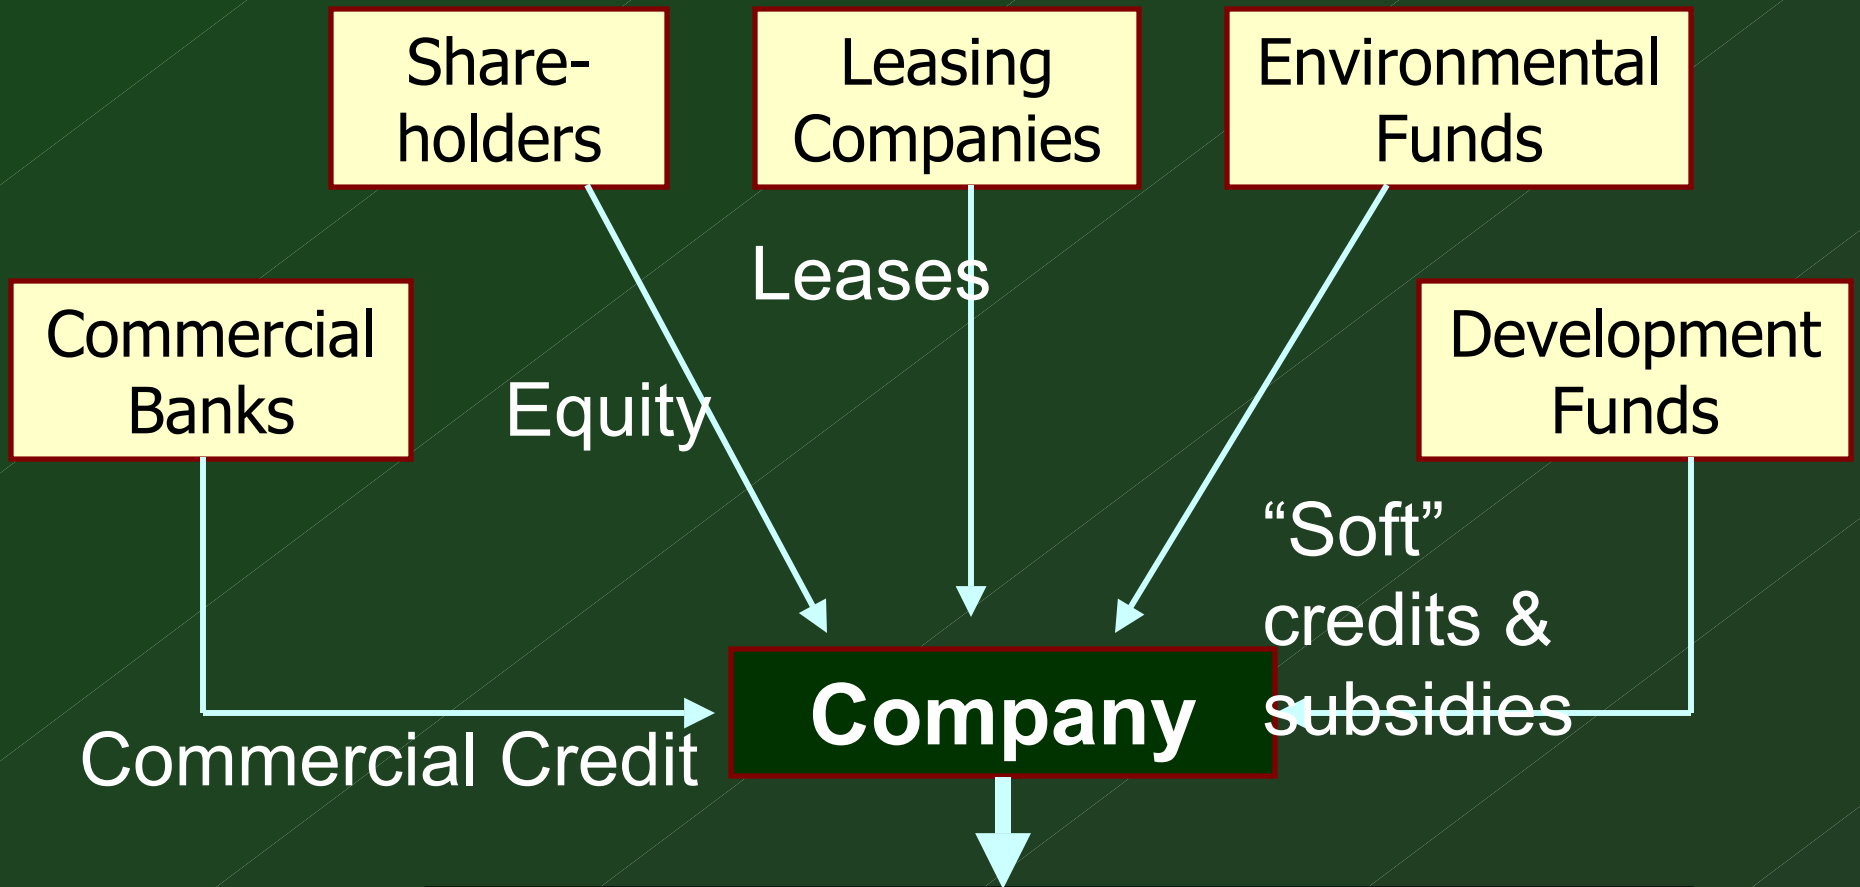 Share-
holders
Leasing
Companies
Environmental
Funds
Leases
Commercial
Banks
Equity
Development
Funds
“Soft”
credits &
subsidies
Company
Commercial Credit